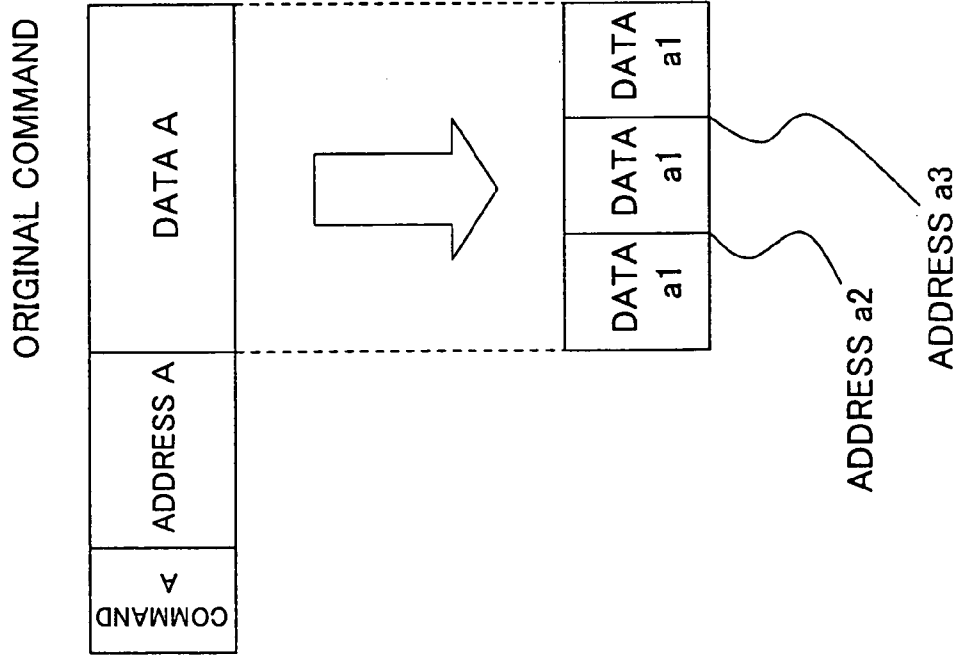 ORIGINAL COMMAND
COMMAND
A
ADDRESS A
DATA A
DATA
a1
DATA
a1
DATA
a1
ADDRESS a2
ADDRESS a3